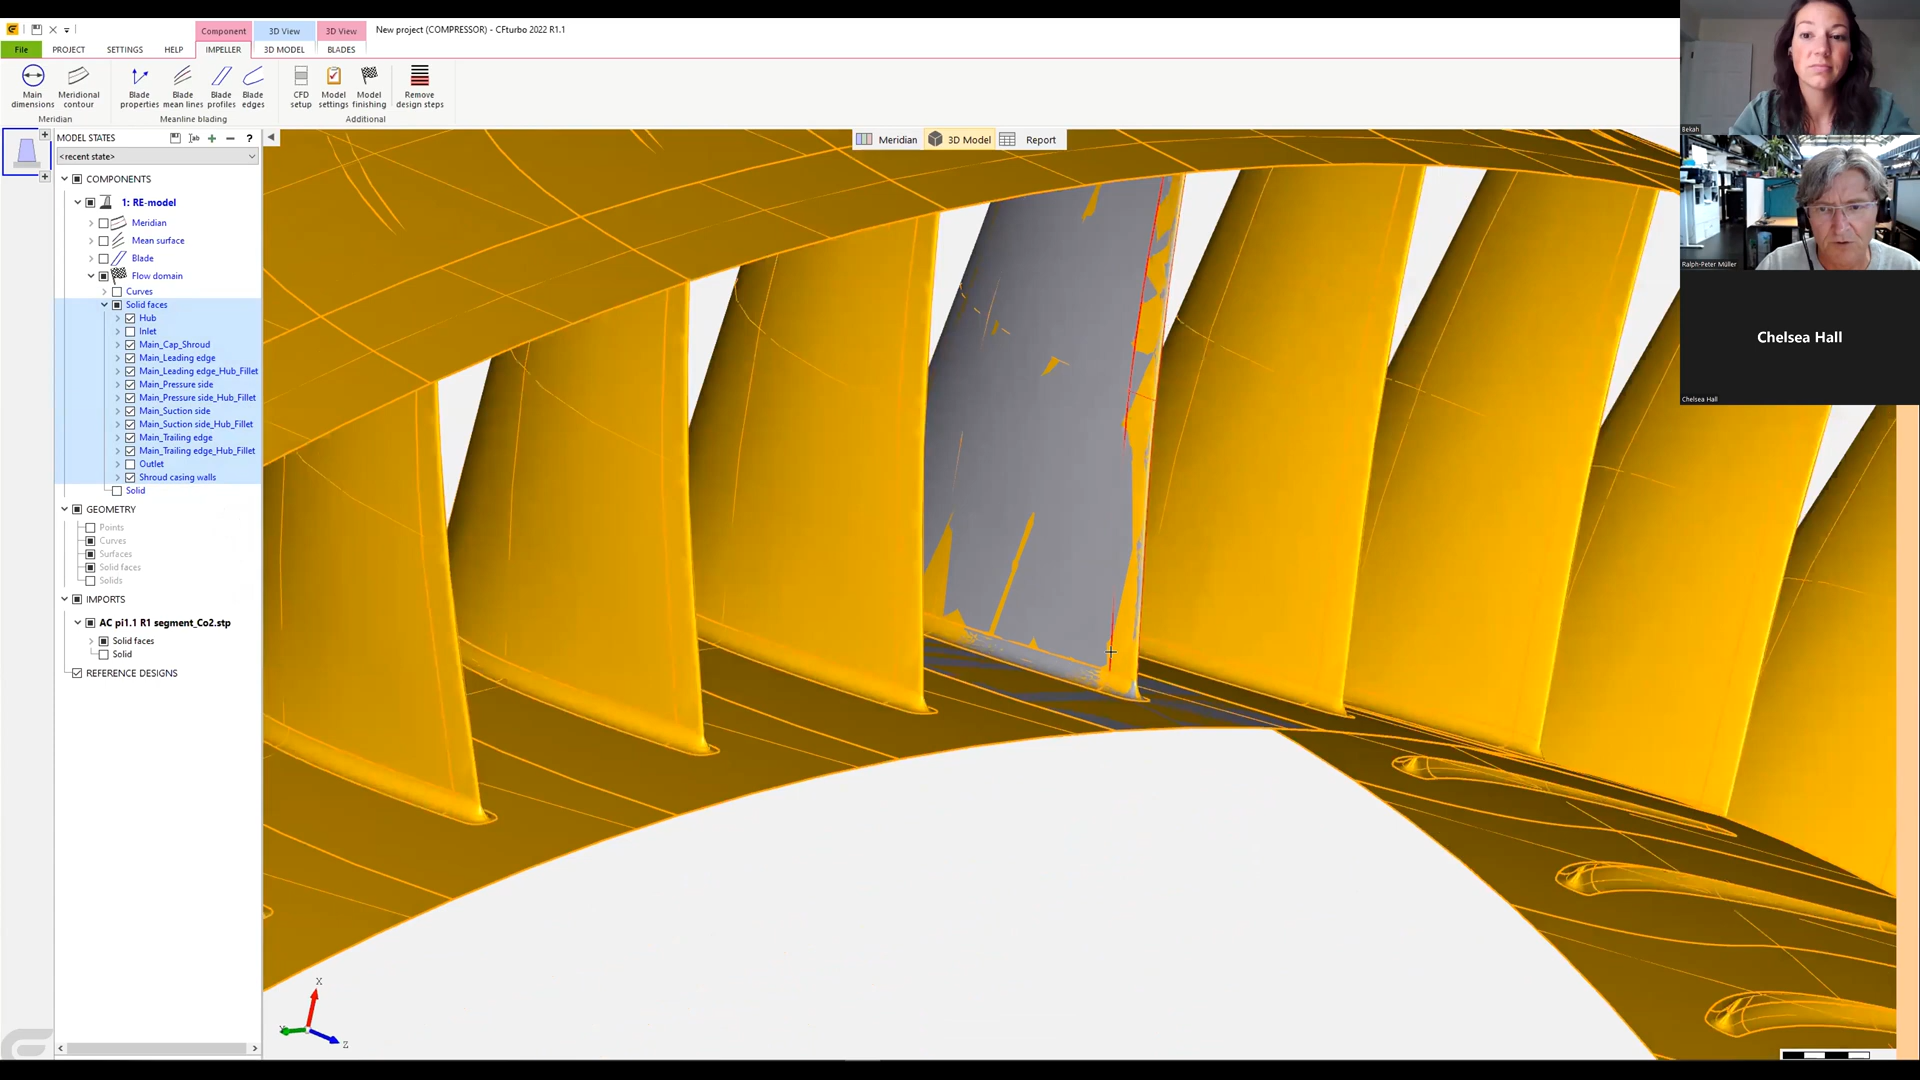 Component
3D View
3D View
New project (COMPRESSOR) - CFturbo 2022 R1.1
File
PROJECT
SETTINGS
HELP
IMPELLER
3D MODEL
BLADES
Main dimensions
Meridional contour
Blade properties
Blade mean lines
Blade profiles
Blade edges
CFD setup
Model settings
Model finishing
Remove design steps
Meridian
Meanline blading
Additional
MODEL STATES
?
<recent state>
COMPONENTS
1: RE-model
Meridian
Mean surface
Blade
Flow domain
Curves
Solid faces
Hub
Inlet
Main_Cap_Shroud
Main_Leading edge
Main_Leading edge_Hub_Fillet
Main_Pressure side
Main_Pressure side_Hub_Fillet
Main_Suction side
Main_Suction side_Hub_Fillet
Main_Trailing edge
Main_Trailing edge_Hub_Fillet
Outlet
Shroud casing walls
Solid
GEOMETRY
Points
Curves
Surfaces
Solid faces
Solids
IMPORTS
AC pi1.1 R1 segment_Co2.stp
Solid faces
Solid
REFERENCE DESIGNS
Meridian
3D Model
Report
X
Z
Bekah
Ralph-Peter Müller
Chelsea Hall
Chelsea Hall